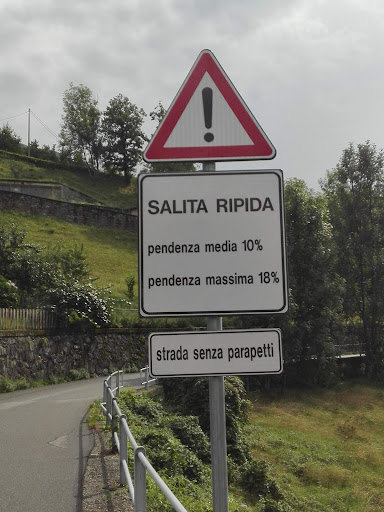 !
SALITA RIPIDA
pendenza media 10%
pendenza massima 18%
strada senza parapetti